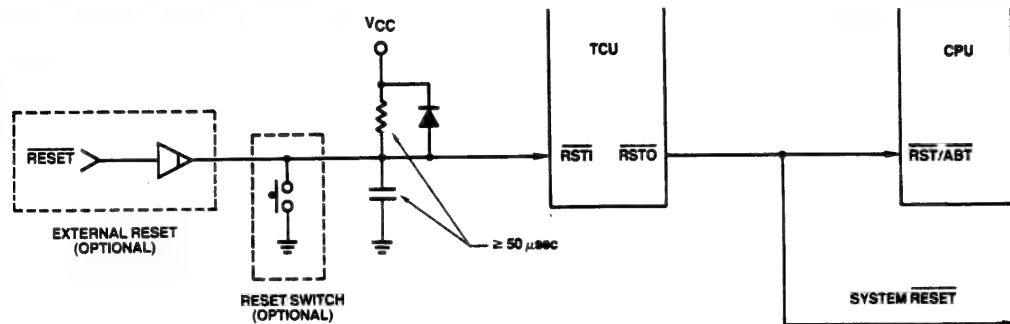 VCC
TCU
CPU
RESET
RSTI
RSTO
RST/ABT
EXTERNAL RESET
(OPTIONAL)
≥ 50 μsec
RESET SWITCH
(OPTIONAL)
SYSTEM RESET